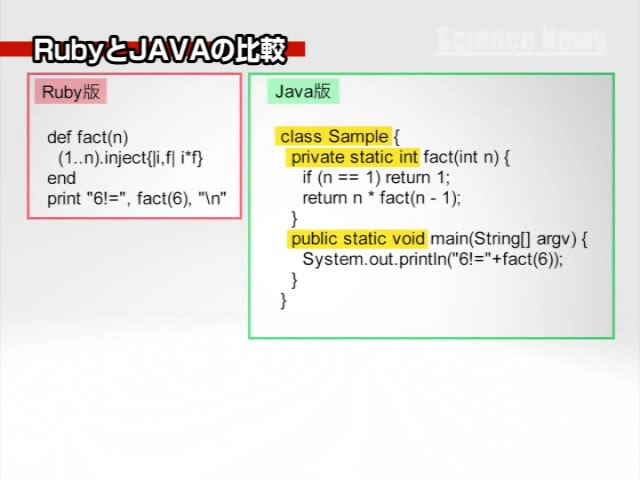 RubyとJAVAの比較
Science News
Ruby版
def fact(n)
(1..n).inject{|i,f| i*f}
end
print "6!=", fact(6), "\n"
Java版
class Sample {
private static int fact(int n) {
if (n == 1) return 1;
return n * fact(n - 1);
}
public static void main(String[] argv) {
System.out.println("6!="+fact(6));
}
}